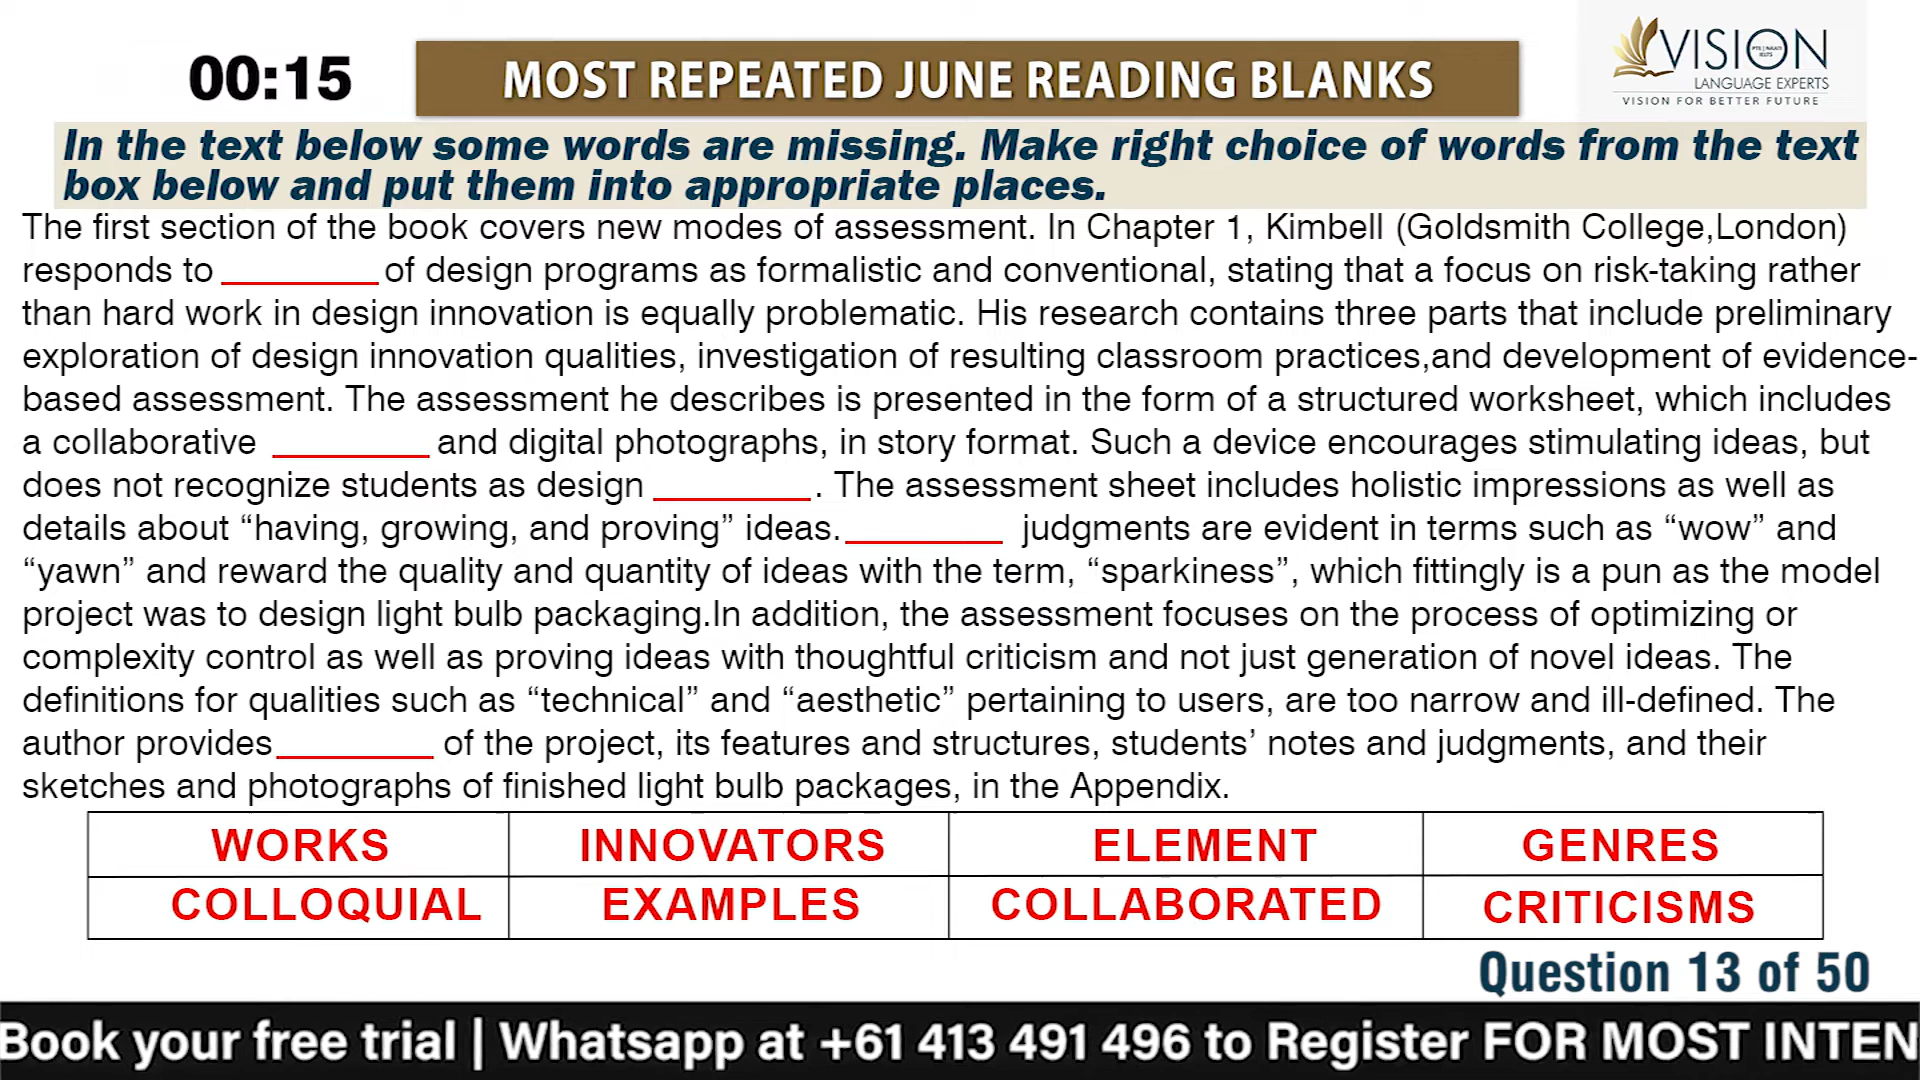 00:15
MOST REPEATED JUNE READING BLANKS
VISION
PTE | NAATI
IELTS
LANGUAGE EXPERTS
VISION FOR BETTER FUTURE
In the text below some words are missing. Make right choice of words from the text
box below and put them into appropriate places.
The first section of the book covers new modes of assessment. In Chapter 1, Kimbell (Goldsmith College,London)
responds to ________ of design programs as formalistic and conventional, stating that a focus on risk-taking rather
than hard work in design innovation is equally problematic. His research contains three parts that include preliminary
exploration of design innovation qualities, investigation of resulting classroom practices,and development of evidence-
based assessment. The assessment he describes is presented in the form of a structured worksheet, which includes
a collaborative ________ and digital photographs, in story format. Such a device encourages stimulating ideas, but
does not recognize students as design ________. The assessment sheet includes holistic impressions as well as
details about “having, growing, and proving” ideas.________ judgments are evident in terms such as “wow” and
“yawn” and reward the quality and quantity of ideas with the term, “sparkiness”, which fittingly is a pun as the model
project was to design light bulb packaging.In addition, the assessment focuses on the process of optimizing or
complexity control as well as proving ideas with thoughtful criticism and not just generation of novel ideas. The
definitions for qualities such as “technical” and “aesthetic” pertaining to users, are too narrow and ill-defined. The
author provides________ of the project, its features and structures, students’ notes and judgments, and their
sketches and photographs of finished light bulb packages, in the Appendix.
WORKS INNOVATORS ELEMENT GENRES
COLLOQUIAL EXAMPLES COLLABORATED CRITICISMS
Question 13 of 50
Book your free trial | Whatsapp at +61 413 491 496 to Register FOR MOST INTEN